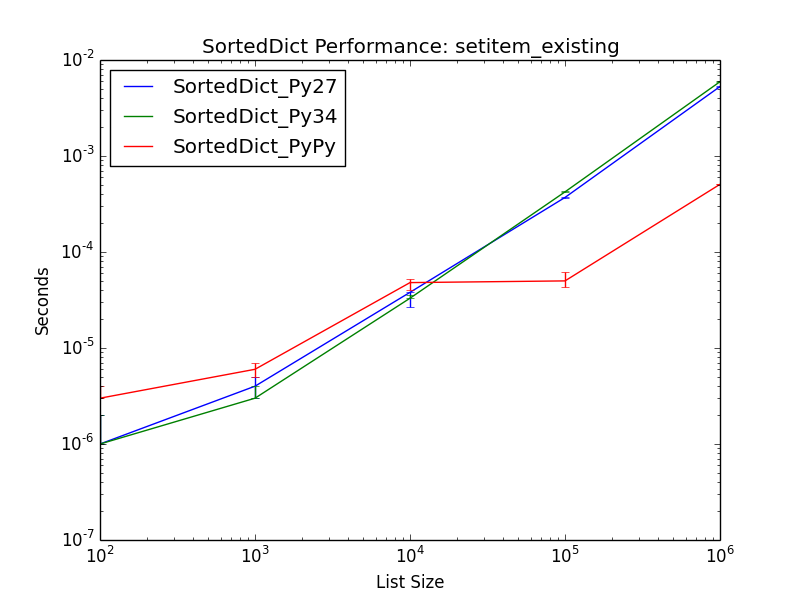 SortedDict Performance: setitem_existing
SortedDict_Py27
SortedDict_Py34
SortedDict_PyPy
10^-2
10^-3
10^-4
10^-5
10^-6
10^-7
Seconds
10^2
10^3
10^4
10^5
10^6
List Size